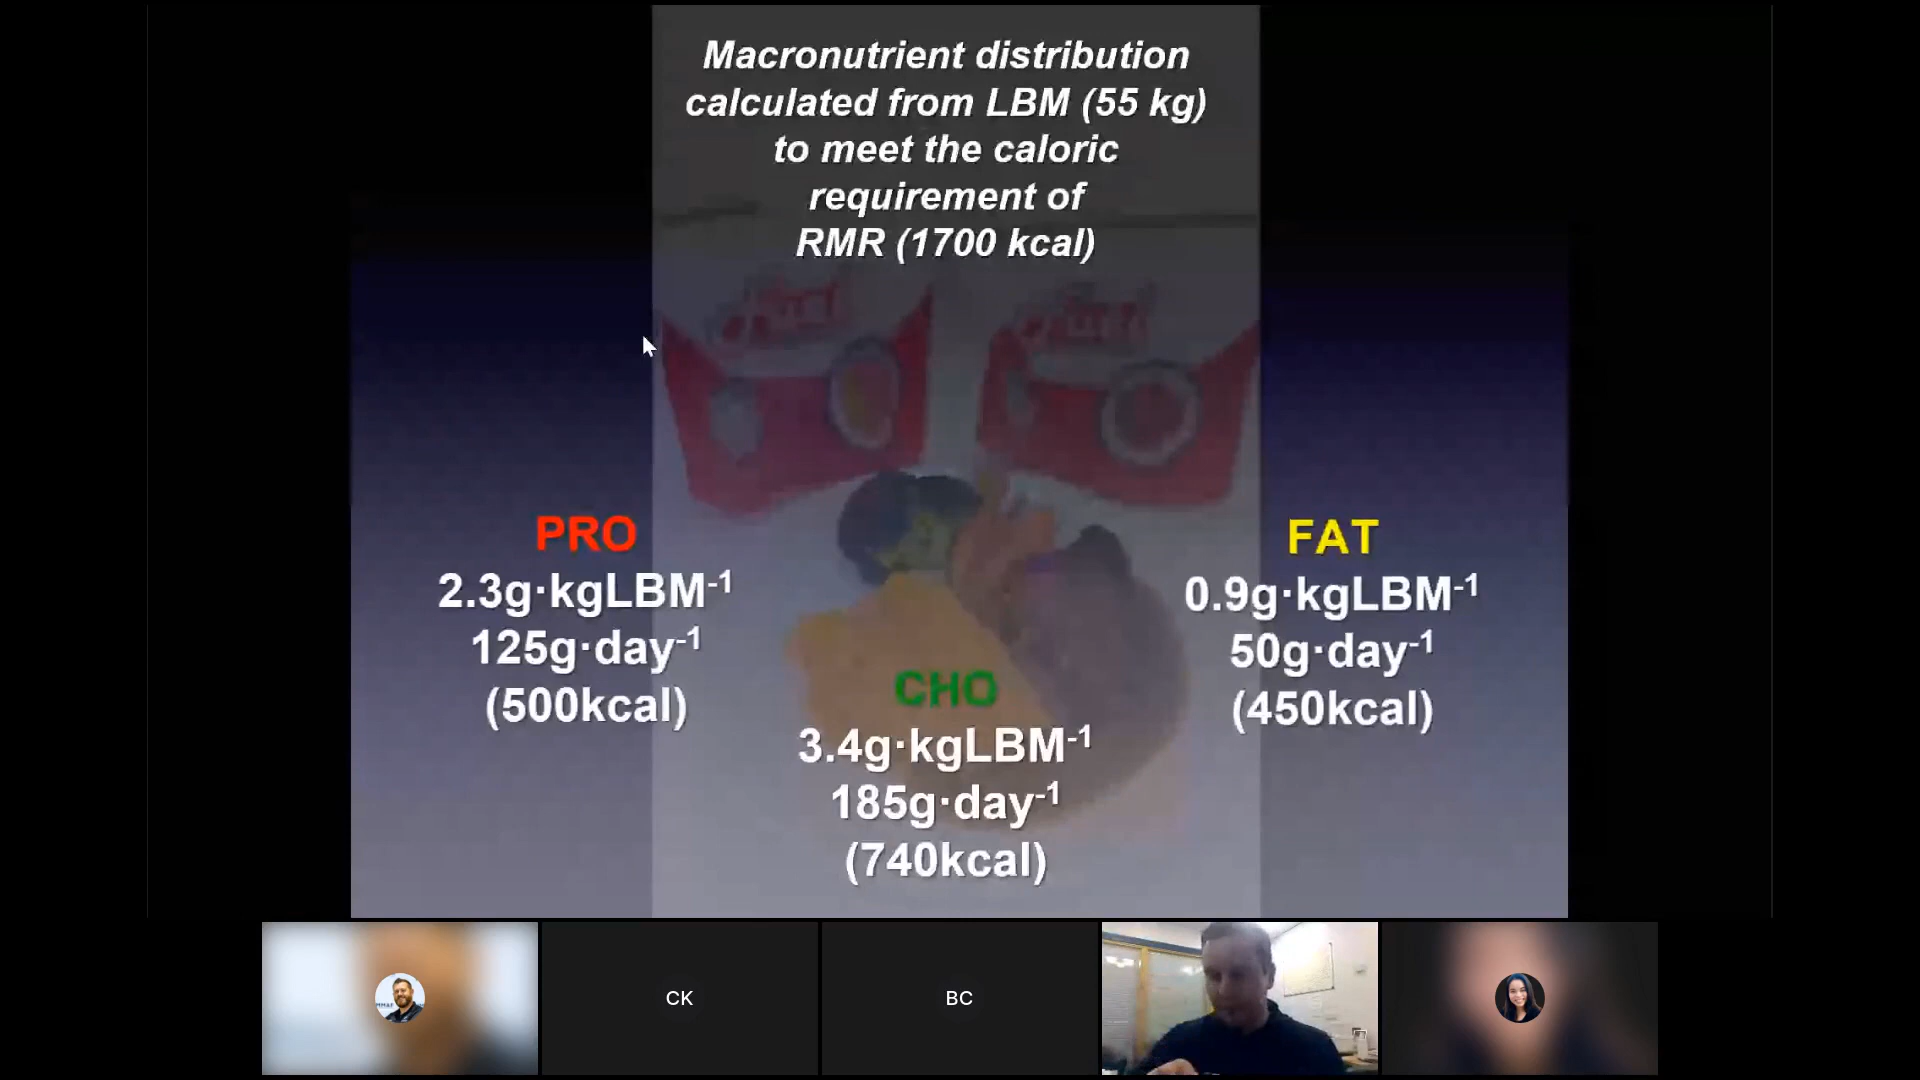 Macronutrient distribution
calculated from LBM (55 kg)
to meet the caloric
requirement of
RMR (1700 kcal)
Fuel
Fuel
PRO
2.3g·kgLBM⁻¹
125g·day⁻¹
(500kcal)
CHO
3.4g·kgLBM⁻¹
185g·day⁻¹
(740kcal)
FAT
0.9g·kgLBM⁻¹
50g·day⁻¹
(450kcal)
CK
BC